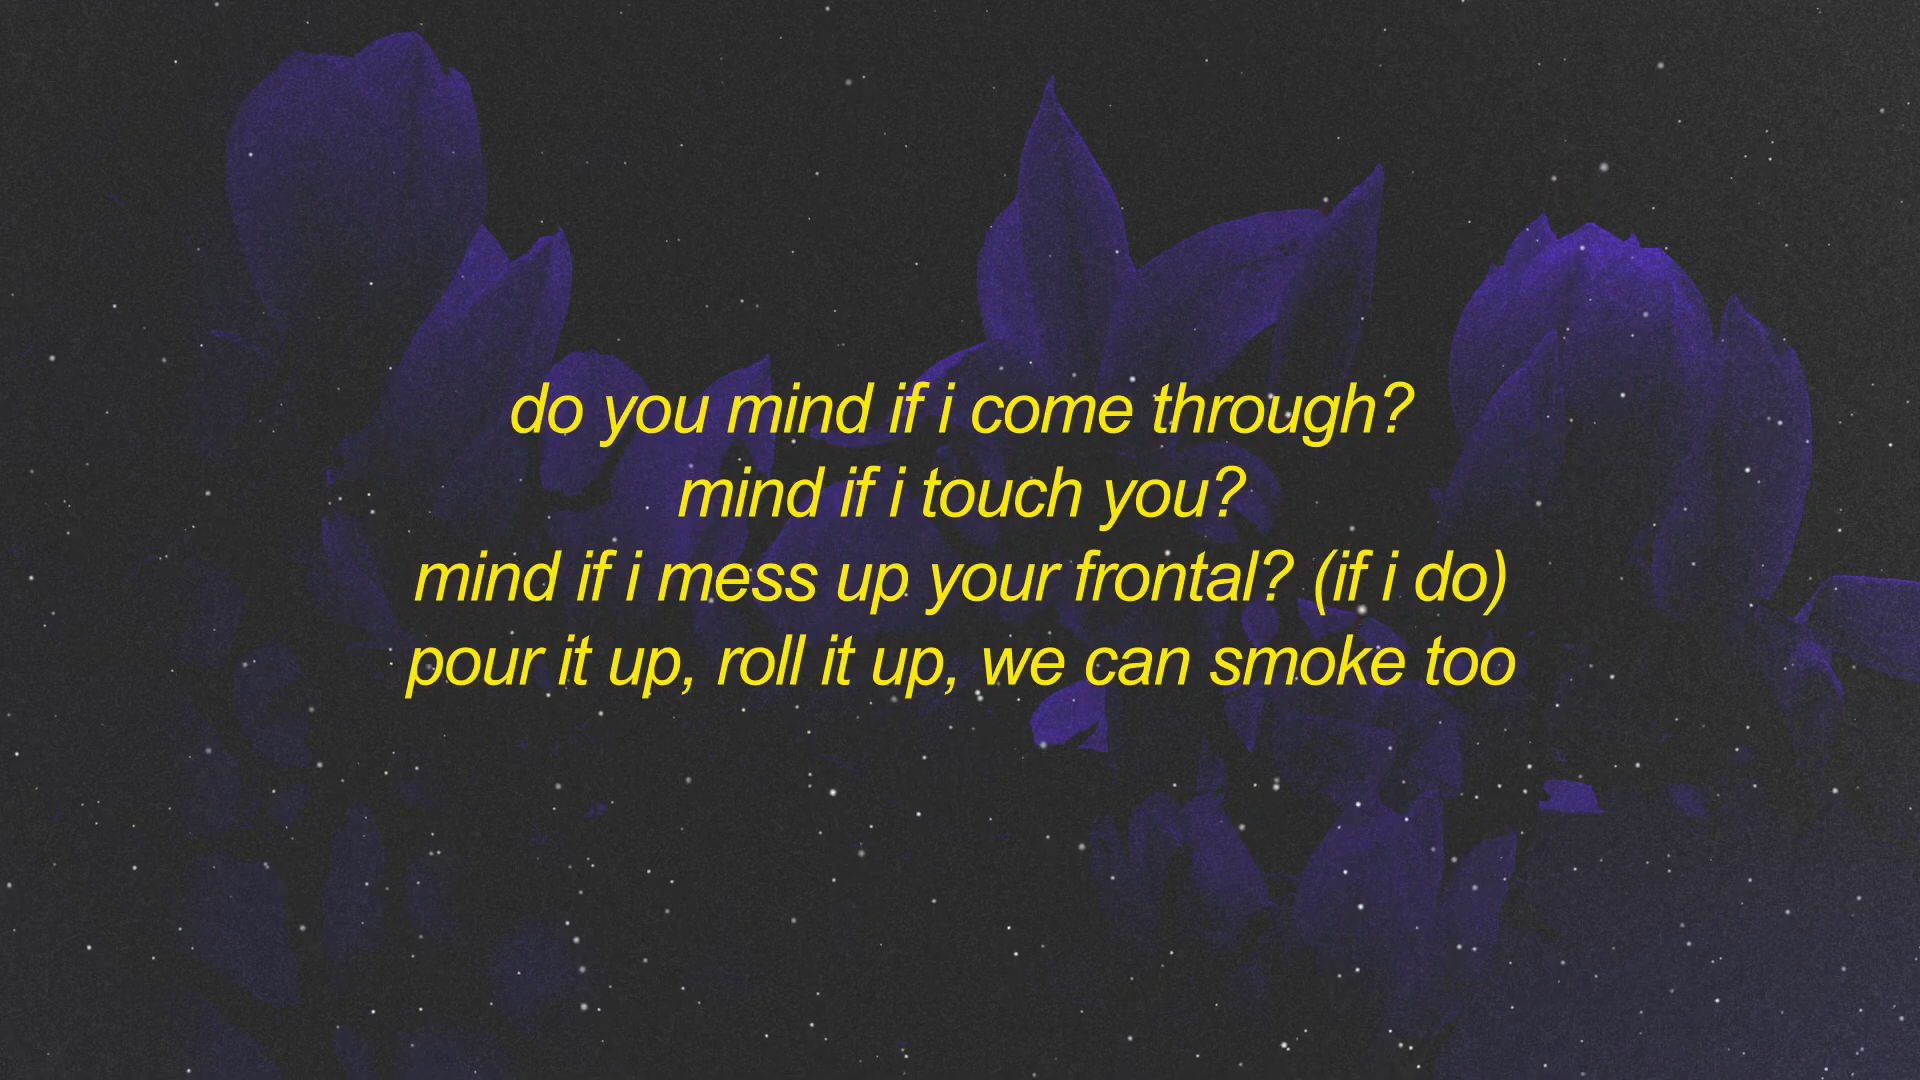 do you mind if i come through?
mind if i touch you?
mind if i mess up your frontal? (if i do)
pour it up, roll it up, we can smoke too